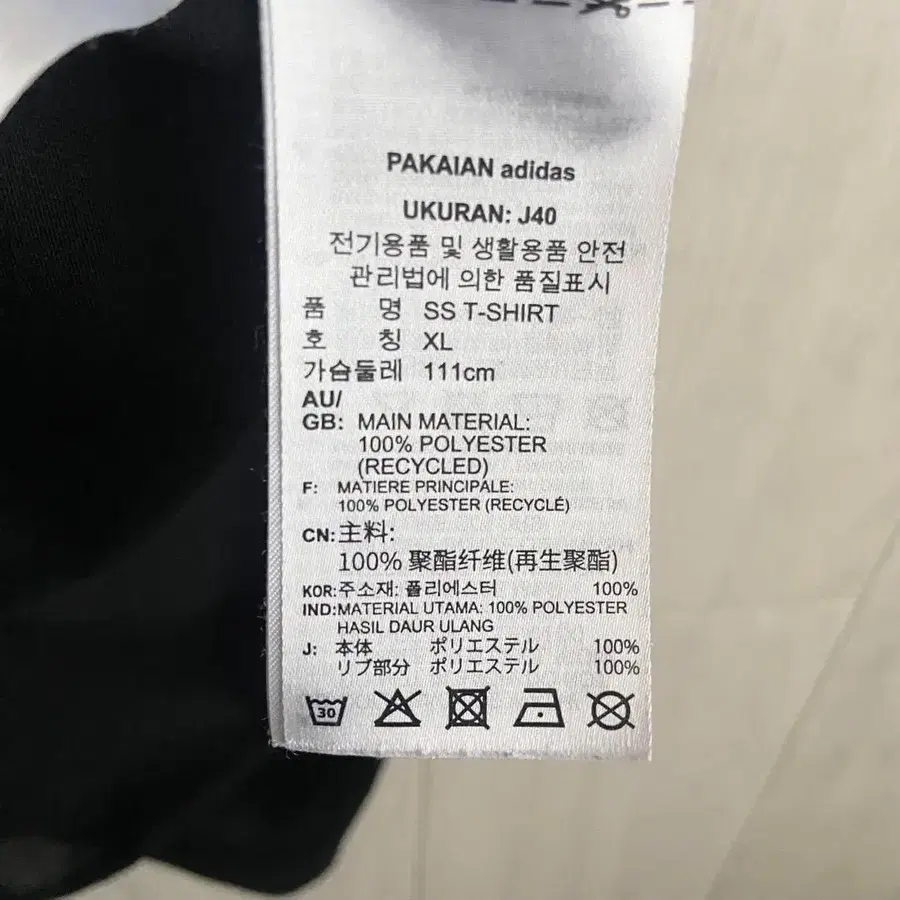 PAKAIAN adidas
UKURAN: J40
전기용품 및 생활용품 안전
관리법에 의한 품질표시
품 명 SS T-SHIRT
호 칭 XL
가슴둘레 111cm
AU/
GB: MAIN MATERIAL:
100% POLYESTER
(RECYCLED)
F: MATIERE PRINCIPALE:
100% POLYESTER (RECYCLÉ)
CN:主料:
100% 聚酯纤维(再生聚酯)
KOR:주소재: 폴리에스터 100%
IND:MATERIAL UTAMA: 100% POLYESTER
HASIL DAUR ULANG
J: 本体 ポリエステル 100%
リブ部分 ポリエステル 100%
30